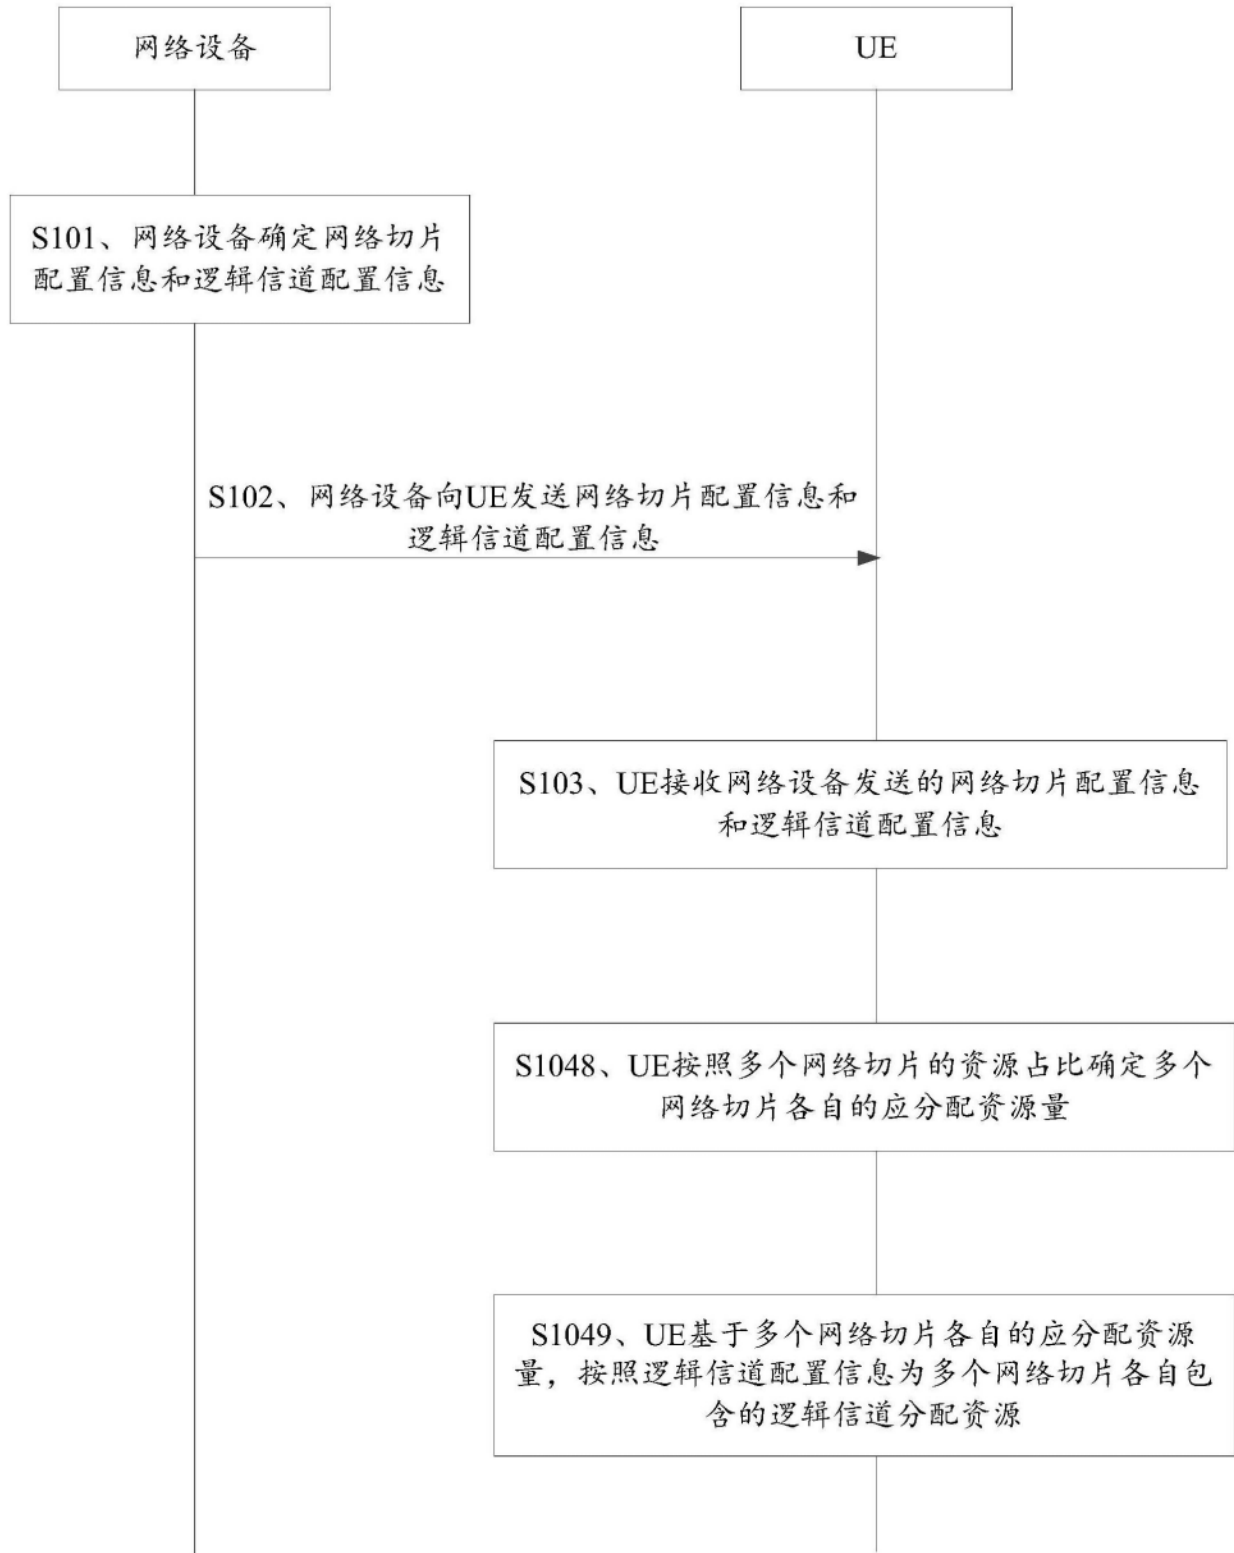 网络设备
UE
S101、网络设备确定网络切片
配置信息和逻辑信道配置信息
S102、网络设备向UE发送网络切片配置信息和
逻辑信道配置信息
S103、UE接收网络设备发送的网络切片配置信息
和逻辑信道配置信息
S1048、UE按照多个网络切片的资源占比确定多个
网络切片各自的应分配资源量
S1049、UE基于多个网络切片各自的应分配资源
量，按照逻辑信道配置信息为多个网络切片各自包
含的逻辑信道分配资源